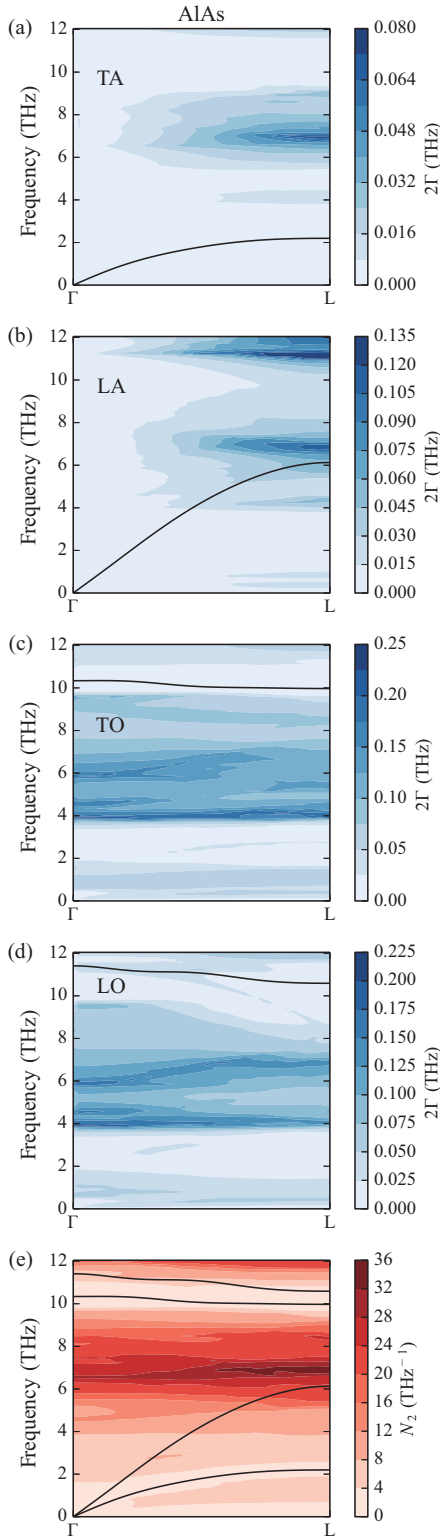 AlAs
(a)
TA
Frequency (THz)
12
10
8
6
4
2
0
Γ
L
0.080
0.064
0.048
0.032
0.016
0.000
2Γ (THz)
(b)
LA
Frequency (THz)
12
10
8
6
4
2
0
Γ
L
0.135
0.120
0.105
0.090
0.075
0.060
0.045
0.030
0.015
0.000
2Γ (THz)
(c)
TO
Frequency (THz)
12
10
8
6
4
2
0
Γ
L
0.25
0.20
0.15
0.10
0.05
0.00
2Γ (THz)
(d)
LO
Frequency (THz)
12
10
8
6
4
2
0
Γ
L
0.225
0.200
0.175
0.150
0.125
0.100
0.075
0.050
0.025
0.000
2Γ (THz)
(e)
Frequency (THz)
12
10
8
6
4
2
0
Γ
L
36
32
28
24
20
16
12
8
4
0
N₂ (THz⁻¹)